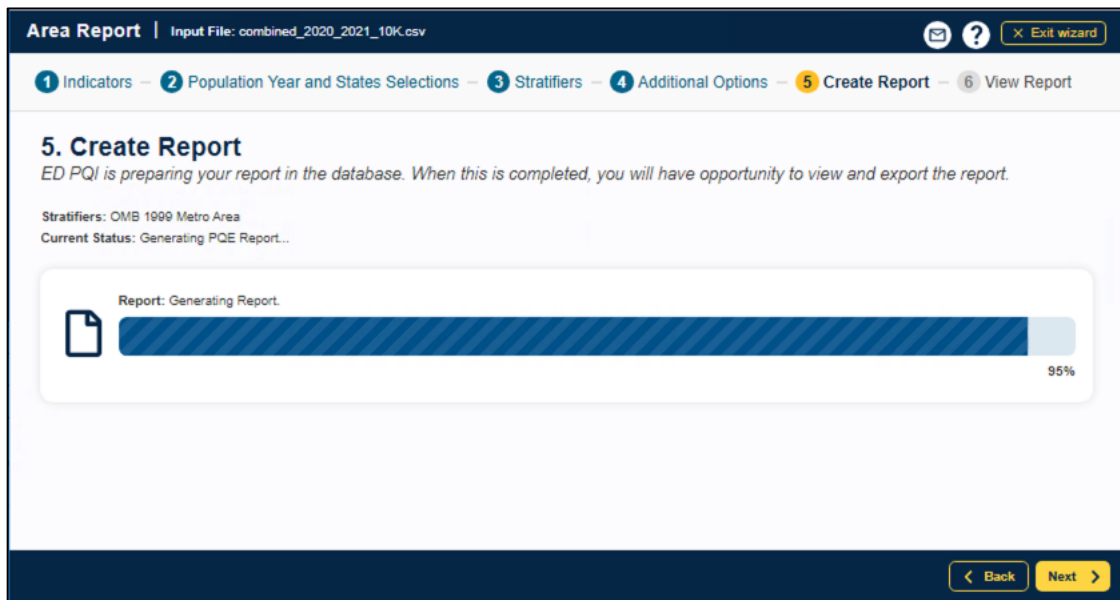 Area Report | Input File: combined_2020_2021_10K.csv
? × Exit wizard
1 Indicators – 2 Population Year and States Selections – 3 Stratifiers – 4 Additional Options – 5 Create Report – 6 View Report
5. Create Report
ED PQI is preparing your report in the database. When this is completed, you will have opportunity to view and export the report.
Stratifiers: OMB 1999 Metro Area
Current Status: Generating PQE Report...
Report: Generating Report.
95%
< Back Next >